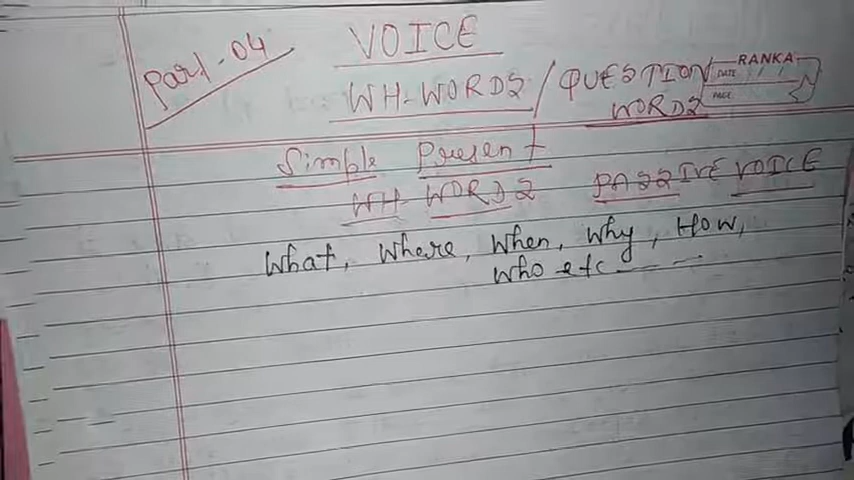 Part-04
VOICE
WH-WORDS / QUESTION WORDS
RANKA
DATE
PAGE
Simple Present
WH-WORDS PASSIVE VOICE
What, Where, When, Why, How,
Who etc